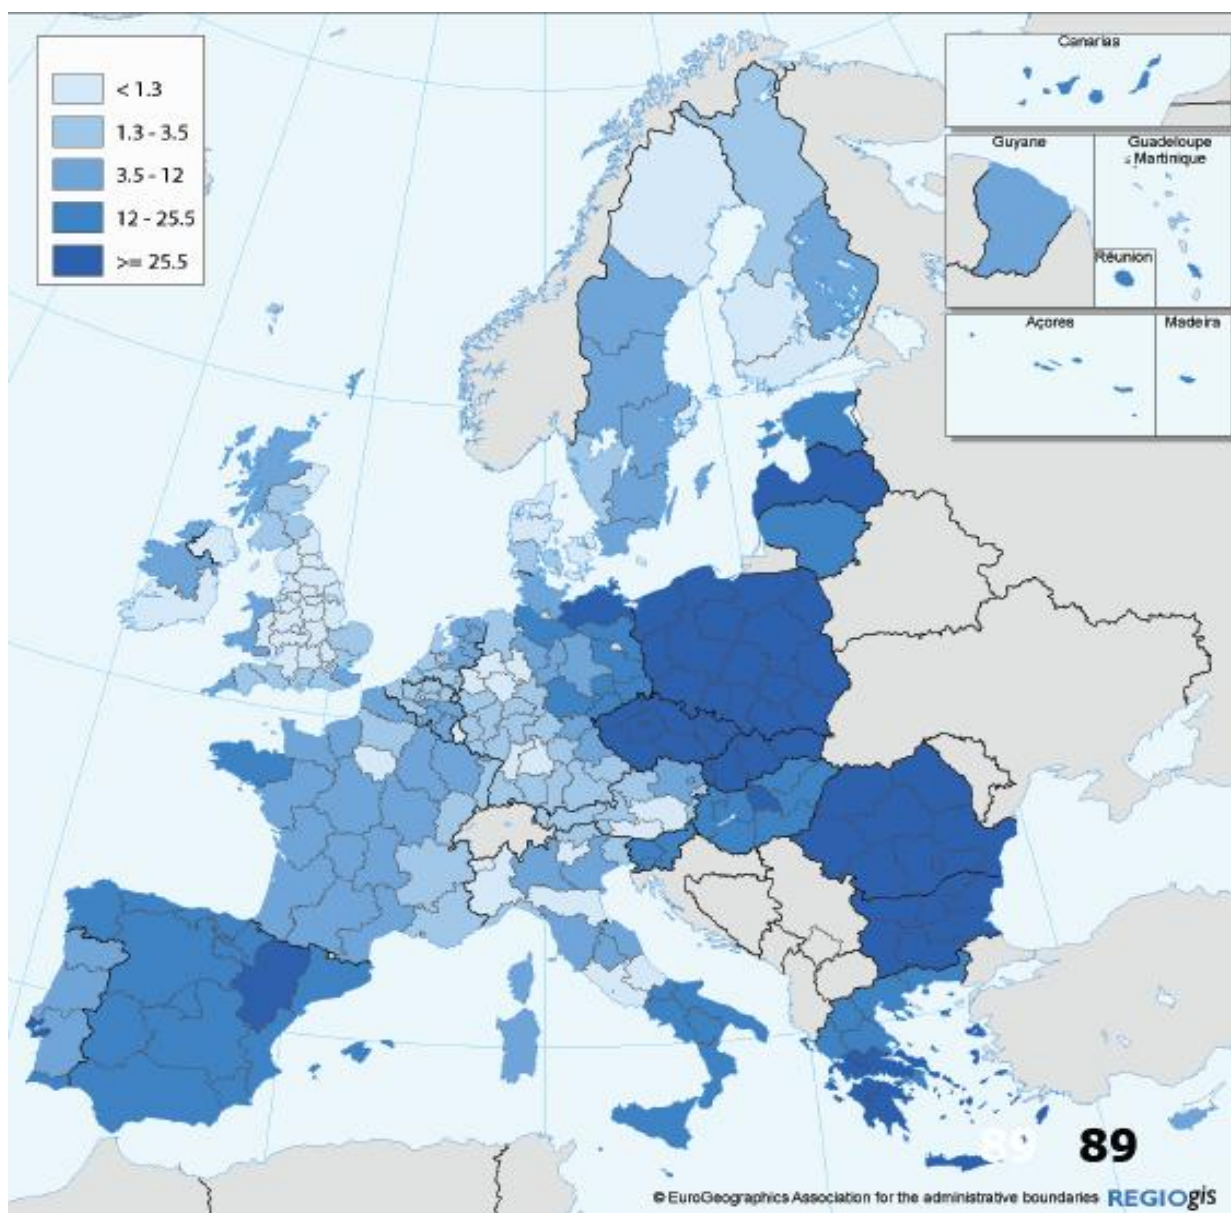 < 1.3
1.3 - 3.5
3.5 - 12
12 - 25.5
>= 25.5
Canarias
Guyane
Guadeloupe
Martinique
Réunion
Açores
Madeira
89
89
© EuroGeographics Association for the administrative boundaries REGIOgis